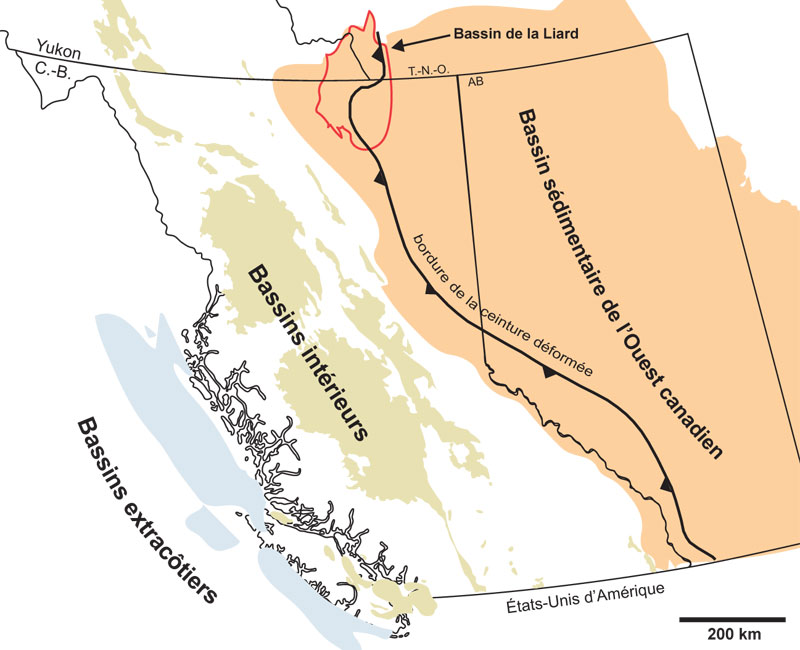 Bassin de la Liard
Yukon
C.-B.
T.-N.-O.
AB
Bassin sédimentaire de l'Ouest canadien
bordure de la ceinture déformée
Bassins intérieurs
Bassins extracôtiers
États-Unis d'Amérique
200 km